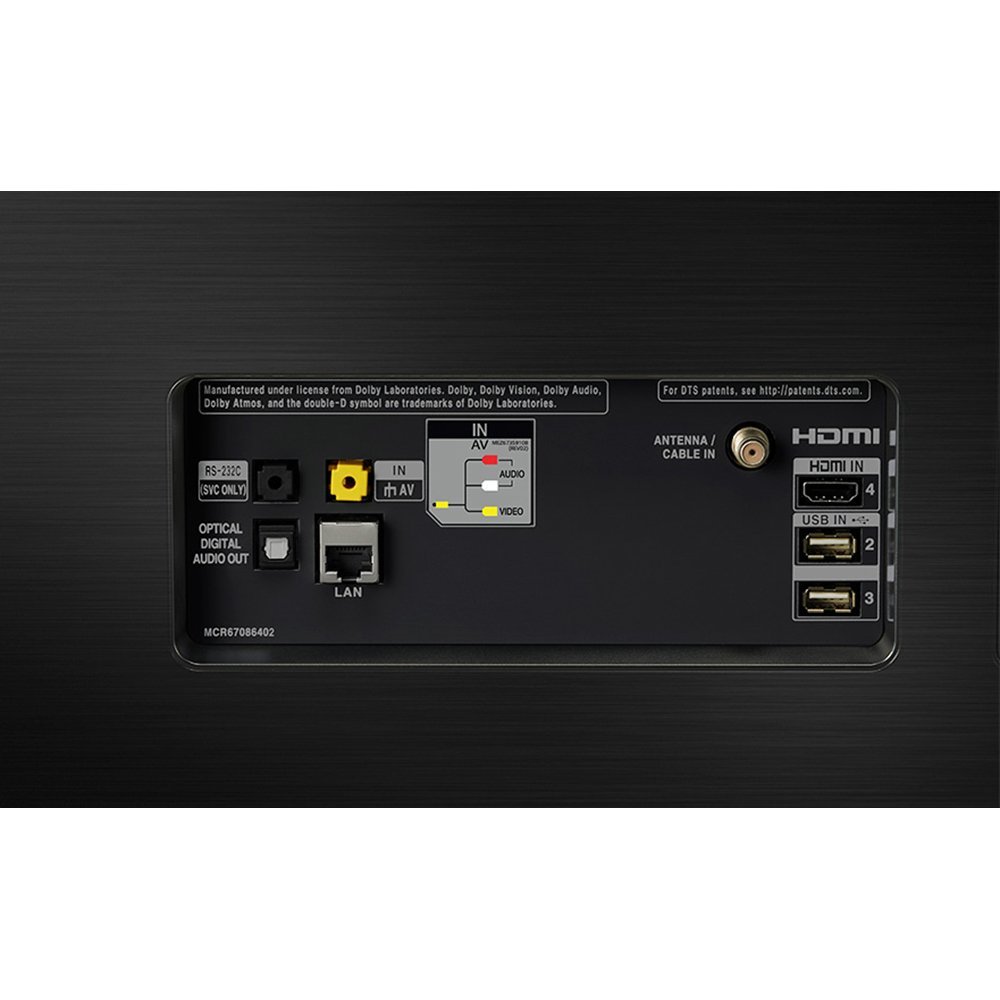 Manufactured under license from Dolby Laboratories. Dolby, Dolby Vision, Dolby Audio,
Dolby Atmos, and the double-D symbol are trademarks of Dolby Laboratories.
For DTS patents, see http://patents.dts.com.
IN
AV
(REV02)
AUDIO
VIDEO
RS-232C
(SVC ONLY)
IN
AV
OPTICAL
DIGITAL
AUDIO OUT
LAN
MCR67086402
ANTENNA /
CABLE IN
HDMI
HDMI IN
4
USB IN
2
3